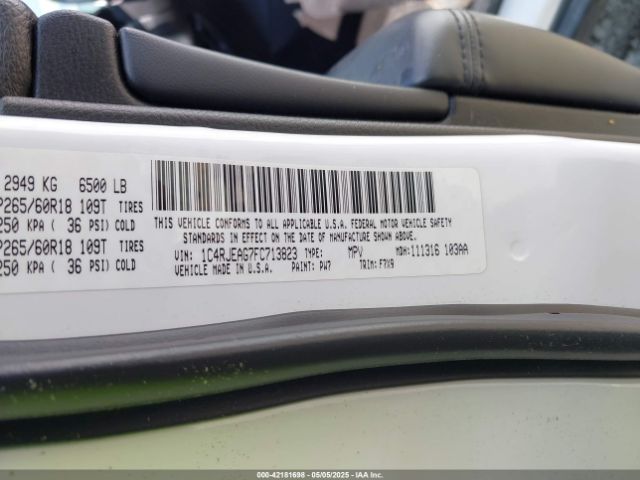 2949 KG 6500 LB
P265/60R18 109T TIRES
250 KPA ( 36 PSI) COLD
P265/60R18 109T TIRES
250 KPA ( 36 PSI) COLD
THIS VEHICLE CONFORMS TO ALL APPLICABLE U.S.A. FEDERAL MOTOR VEHICLE SAFETY
STANDARDS IN EFFECT ON THE DATE OF MANUFACTURE SHOWN ABOVE.
VIN: 1C4RJEAG7FC713823 TYPE: MPV MDH: 111316 103AA
VEHICLE MADE IN U.S.A. PAINT: PW7 TRIM: F7X9
000-42181698 - 05/05/2025 - IAA Inc.